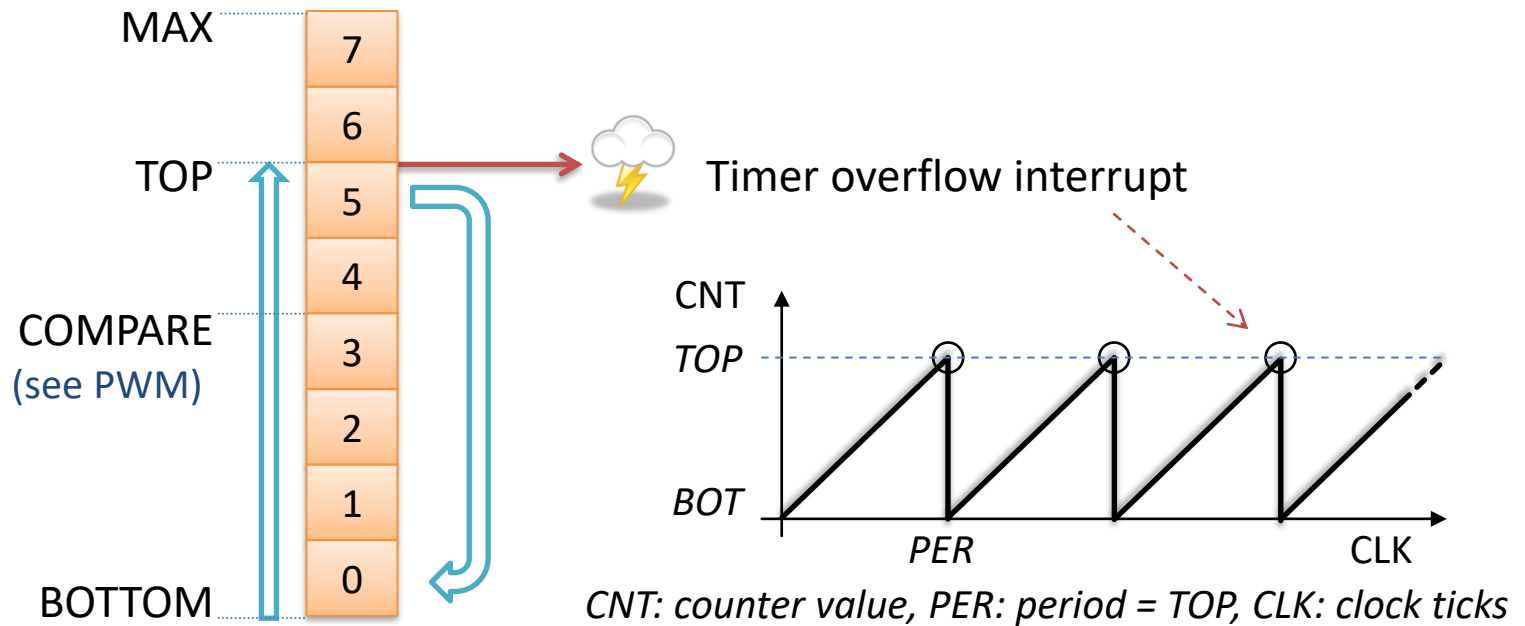 MAX
7
6
TOP
5
Timer overflow interrupt
4
COMPARE
(see PWM)
3
2
1
0
BOTTOM
CNT
TOP
BOT
PER
CLK
CNT: counter value, PER: period = TOP, CLK: clock ticks